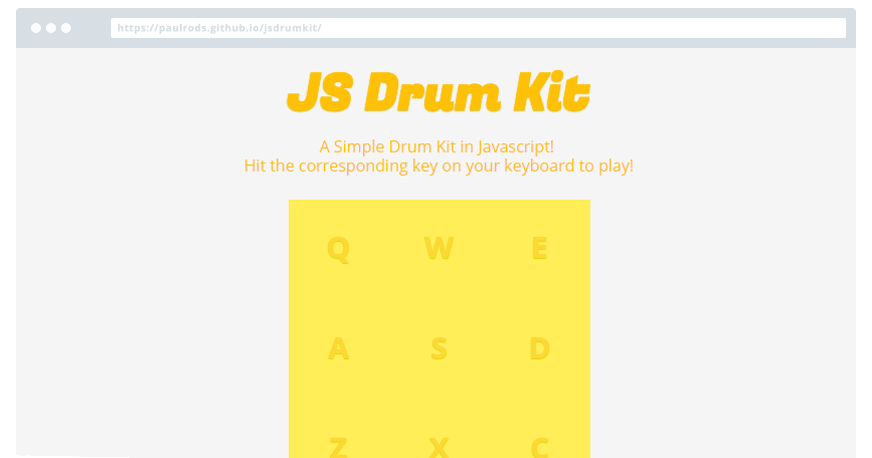 https://paulrods.github.io/jsdrumkit/
JS Drum Kit
A Simple Drum Kit in Javascript!
Hit the corresponding key on your keyboard to play!
Q W E
A S D
Z X C